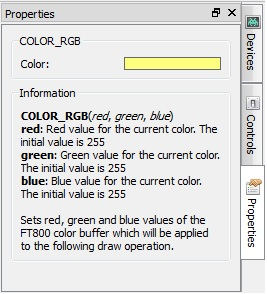 Properties
COLOR_RGB
Color:
Information
COLOR_RGB(red, green, blue)
red: Red value for the current color. The
initial value is 255
green: Green value for the current color.
The initial value is 255
blue: Blue value for the current color.
The initial value is 255
Sets red, green and blue values of the
FT800 color buffer which will be applied
to the following draw operation.
Devices
Controls
Properties